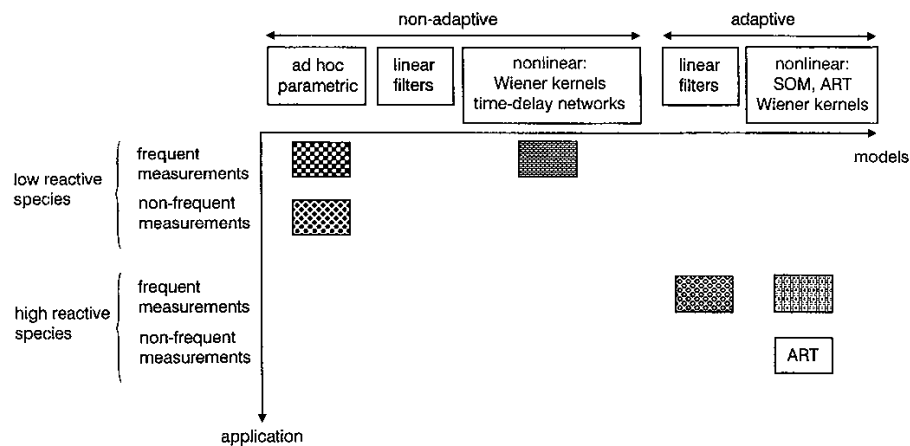 non-adaptive
adaptive
ad hoc
parametric
linear
filters
nonlinear:
Wiener kernels
time-delay networks
linear
filters
nonlinear:
SOM, ART
Wiener kernels
models
low reactive
species
frequent
measurements
non-frequent
measurements
high reactive
species
frequent
measurements
non-frequent
measurements
ART
application